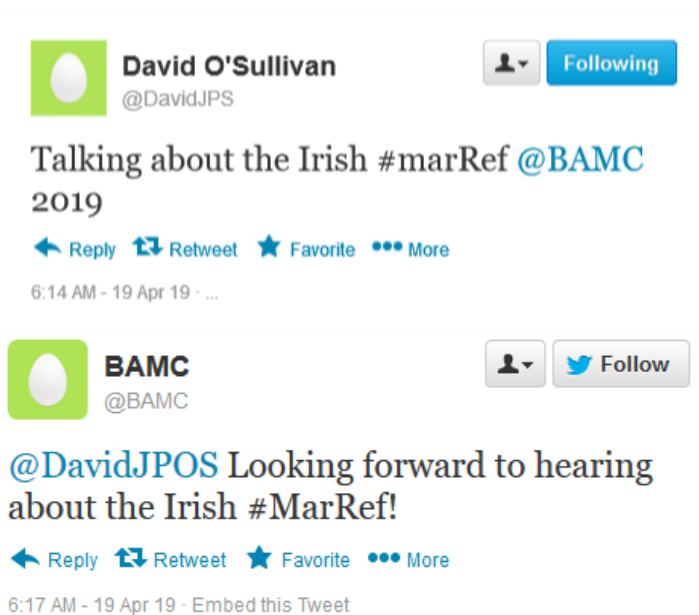 David O'Sullivan
@DavidJPS
Following
Talking about the Irish #marRef @BAMC
2019
Reply Retweet Favorite More
6:14 AM - 19 Apr 19 · ...
BAMC
@BAMC
Follow
@DavidJPOS Looking forward to hearing
about the Irish #MarRef!
Reply Retweet Favorite More
6:17 AM - 19 Apr 19 · Embed this Tweet